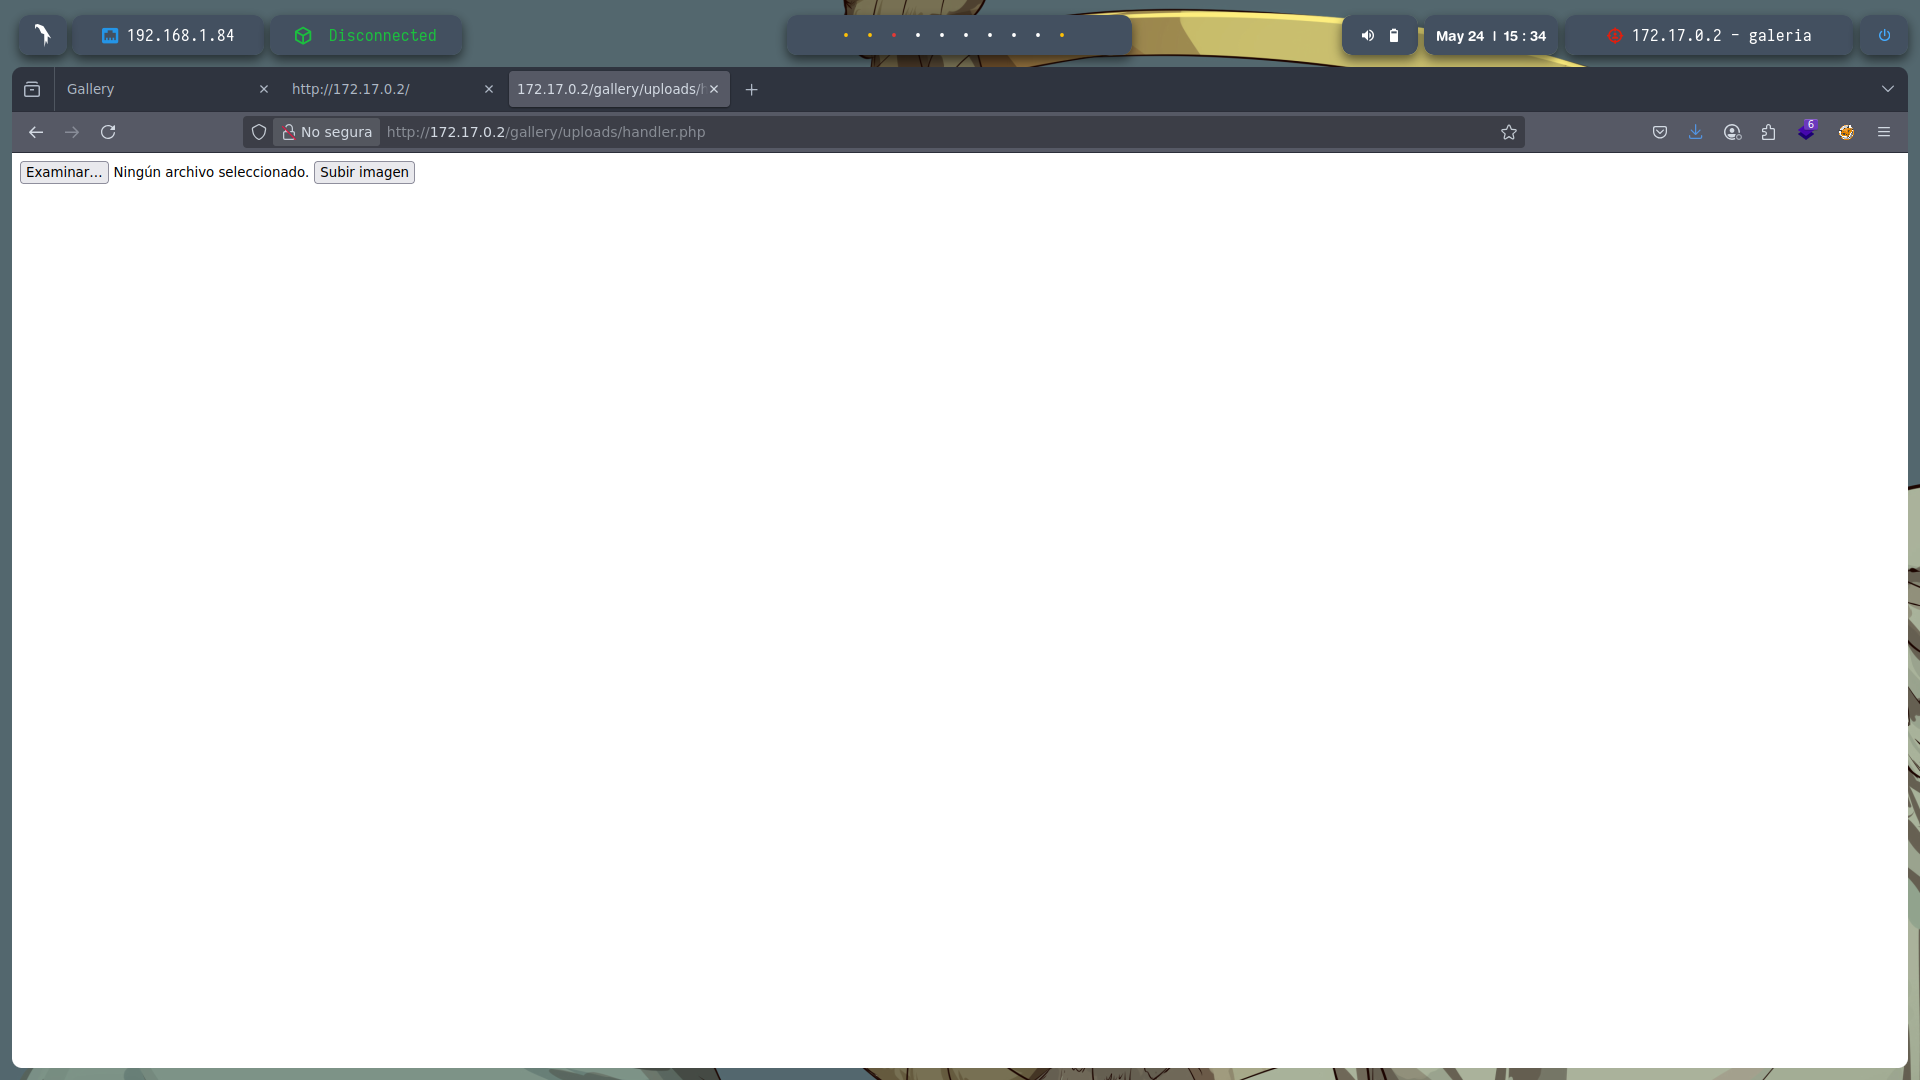 192.168.1.84
Disconnected
May 24 | 15 : 34
172.17.0.2 - galeria
Gallery
http://172.17.0.2/
172.17.0.2/gallery/uploads/
No segura
http://172.17.0.2/gallery/uploads/handler.php
6
Examinar...
Ningún archivo seleccionado.
Subir imagen